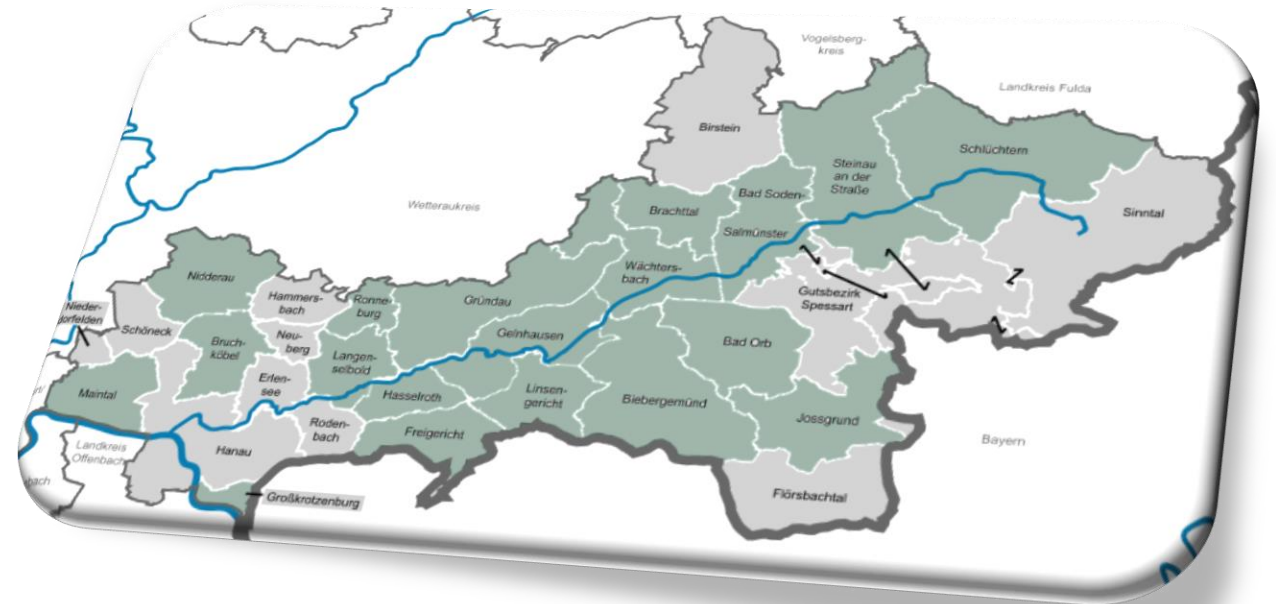 Vogelsberg-
kreis
Landkreis Fulda
Birstein
Schlüchtern
Steinau
an der
Straße
Bad Soden-
Salmünster
Sinntal
Wetteraukreis
Brachttal
Wächters-
bach
Gutsbezirk
Spessart
Nidderau
Hammers-
bach
Ronne-
burg
Gründau
Nieder-
dorfelden
Schöneck
Bruch-
köbel
Neu-
berg
Langen-
selbold
Gelnhausen
Bad Orb
Erlen-
see
Maintal
Hasselroth
Linsen-
gericht
Biebergemünd
Jossgrund
Roden-
bach
Freigericht
Hanau
Landkreis
Offenbach
Bayern
Flörsbachtal
Großkrotzenburg